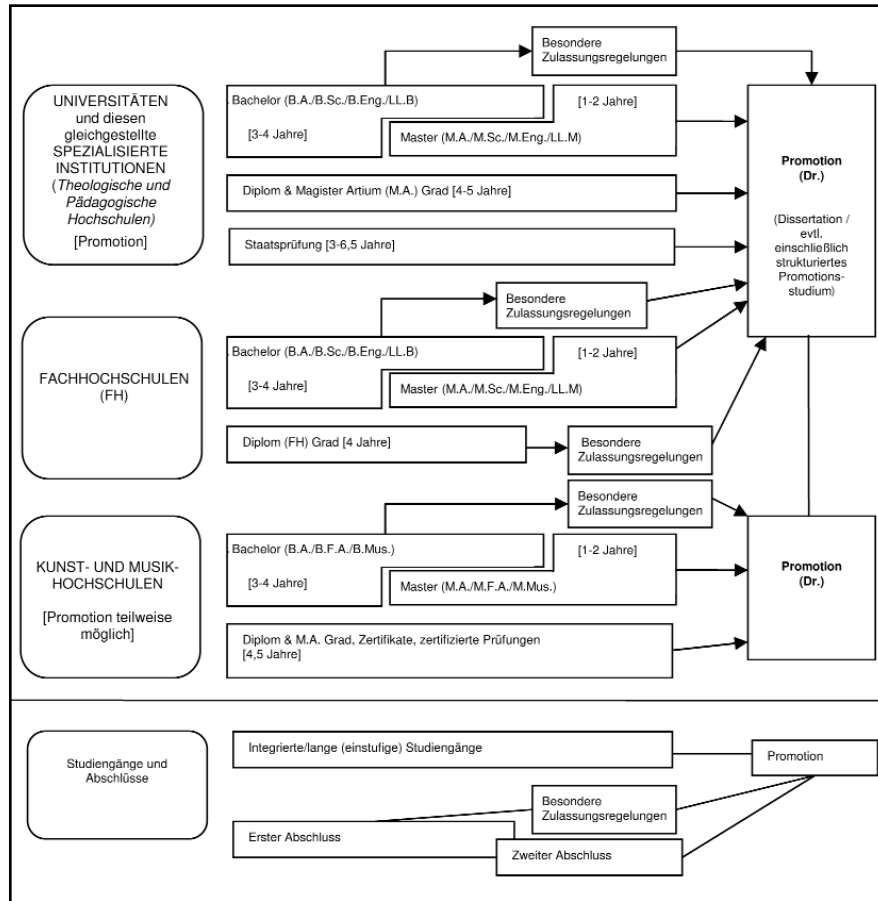 Besondere
Zulassungsregelungen
UNIVERSITÄTEN
und diesen
gleichgestellte
SPEZIALISIERTE
INSTITUTIONEN
(Theologische und
Pädagogische
Hochschulen)
[Promotion]
Bachelor (B.A./B.Sc./B.Eng./LL.B)
[1-2 Jahre]
[3-4 Jahre]
Master (M.A./M.Sc./M.Eng./LL.M)
Diplom & Magister Artium (M.A.) Grad [4-5 Jahre]
Staatsprüfung [3-6,5 Jahre]
Promotion
(Dr.)
(Dissertation /
evtl.
einschließlich
strukturiertes
Promotions-
studium)
FACHHOCHSCHULEN
(FH)
Besondere
Zulassungsregelungen
Bachelor (B.A./B.Sc./B.Eng./LL.B)
[1-2 Jahre]
[3-4 Jahre]
Master (M.A./M.Sc./M.Eng./LL.M)
Diplom (FH) Grad [4 Jahre]
Besondere
Zulassungsregelungen
KUNST- UND MUSIK-
HOCHSCHULEN
[Promotion teilweise
möglich]
Besondere
Zulassungsregelungen
Bachelor (B.A./B.F.A./B.Mus.)
[1-2 Jahre]
[3-4 Jahre]
Master (M.A./M.F.A./M.Mus.)
Diplom & M.A. Grad, Zertifikate, zertifizierte Prüfungen
[4,5 Jahre]
Promotion
(Dr.)
Studiengänge und
Abschlüsse
Integrierte/lange (einstufige) Studiengänge
Promotion
Besondere
Zulassungsregelungen
Erster Abschluss
Zweiter Abschluss